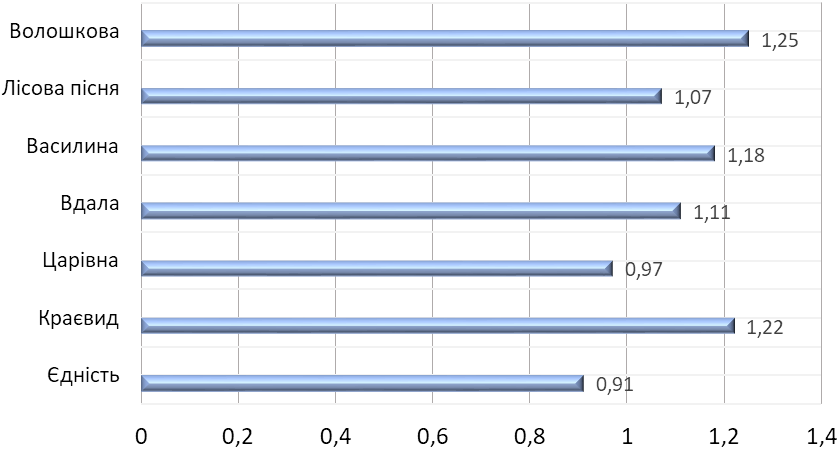 Волошкова
1,25
Лісова пісня
1,07
Василина
1,18
Вдала
1,11
Царівна
0,97
Краєвид
1,22
Єдність
0,91
0 0,2 0,4 0,6 0,8 1 1,2 1,4